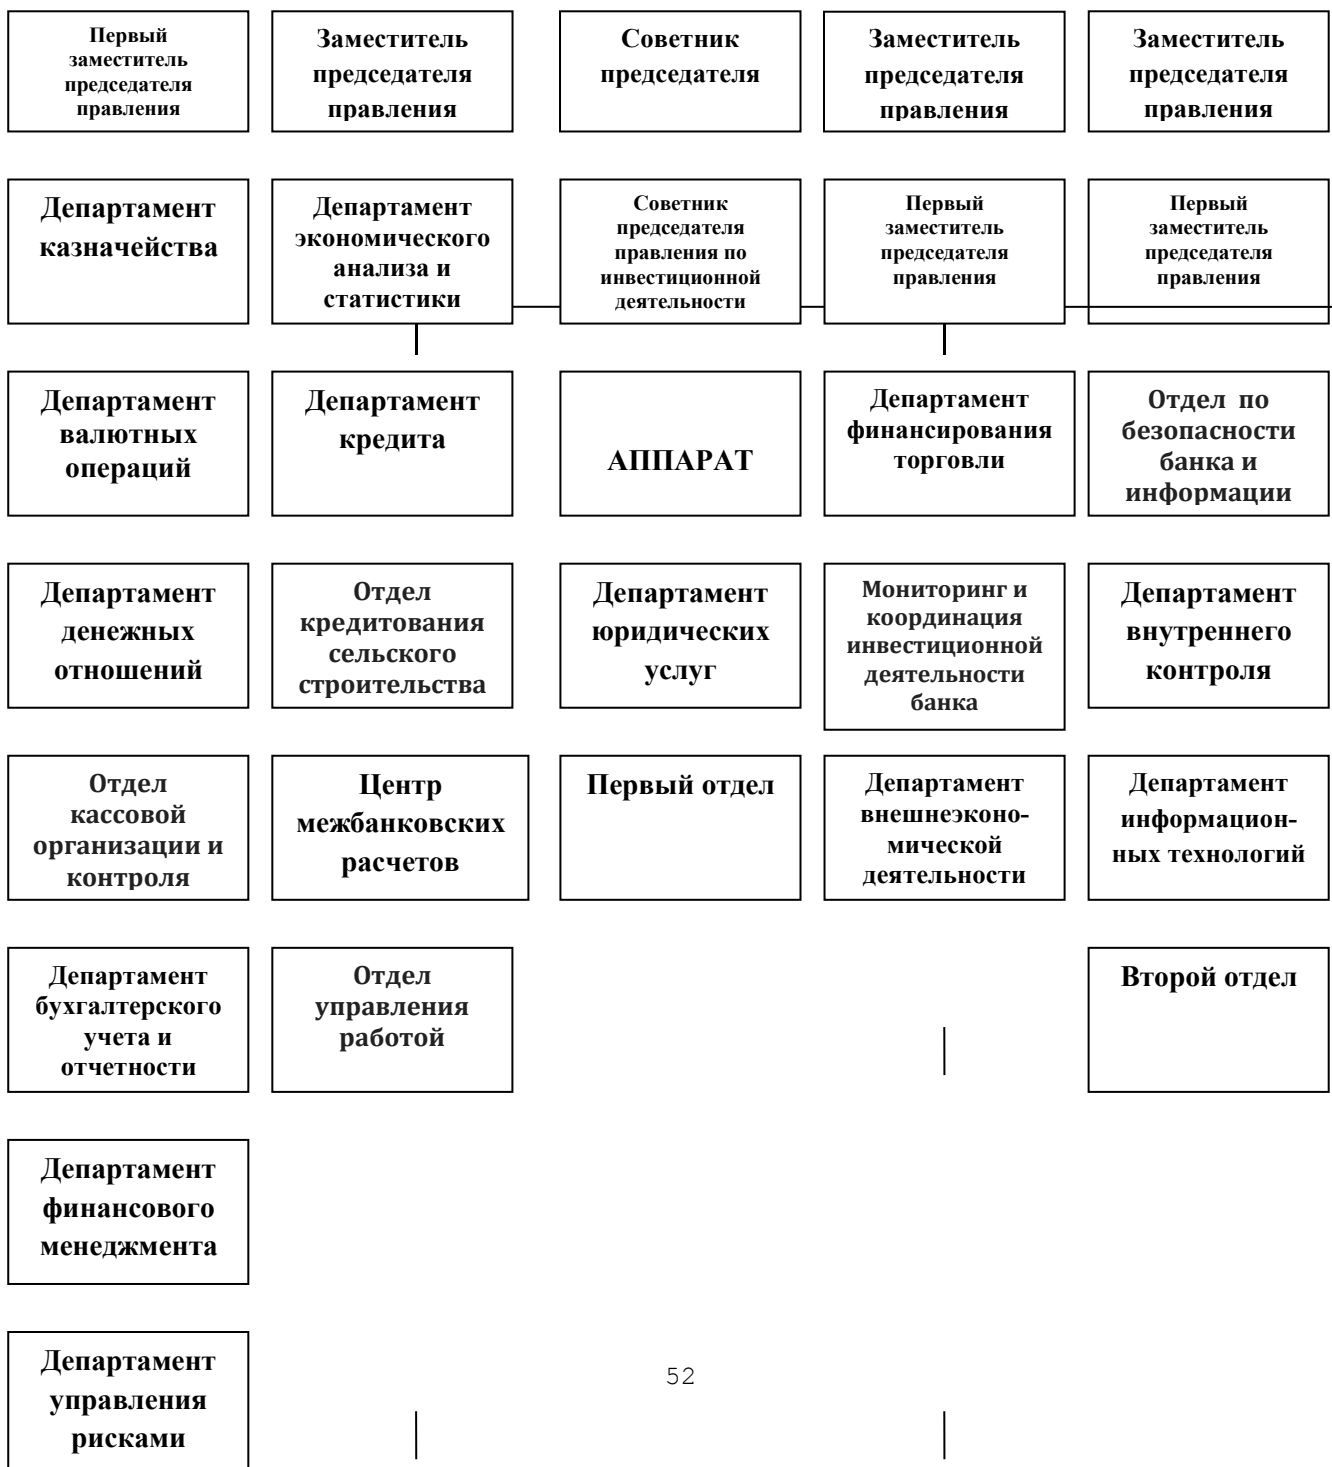 Первый
заместитель
председателя
правления
Заместитель
председателя
правления
Советник
председателя
Заместитель
председателя
правления
Заместитель
председателя
правления
Департамент
казначейства
Департамент
экономического
анализа и
статистики
Советник
председателя
правления по
инвестиционной
деятельности
Первый
заместитель
председателя
правления
Первый
заместитель
председателя
правления
Департамент
валютных
операций
Департамент
кредита
АППАРАТ
Департамент
финансирования
торговли
Отдел по
безопасности
банка и
информации
Департамент
денежных
отношений
Отдел
кредитования
сельского
строительства
Департамент
юридических
услуг
Мониторинг и
координация
инвестиционной
деятельности
банка
Департамент
внутреннего
контроля
Отдел
кассовой
организации и
контроля
Центр
межбанковских
расчетов
Первый отдел
Департамент
внешнеэконо-
мической
деятельности
Департамент
информацион-
ных технологий
Департамент
бухгалтерского
учета и
отчетности
Отдел
управления
работой
Второй отдел
Департамент
финансового
менеджмента
Департамент
управления
рисками
52